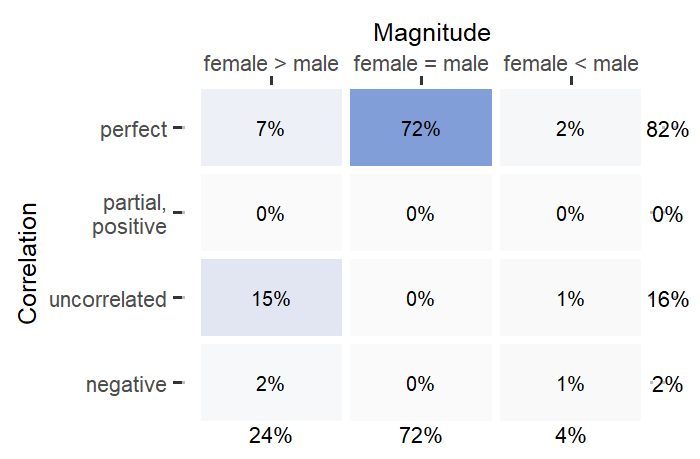 Magnitude
female > male female = male female < male
perfect 7% 72% 2% 82%
partial,
positive 0% 0% 0% 0%
Correlation
uncorrelated 15% 0% 1% 16%
negative 2% 0% 1% 2%
24% 72% 4%